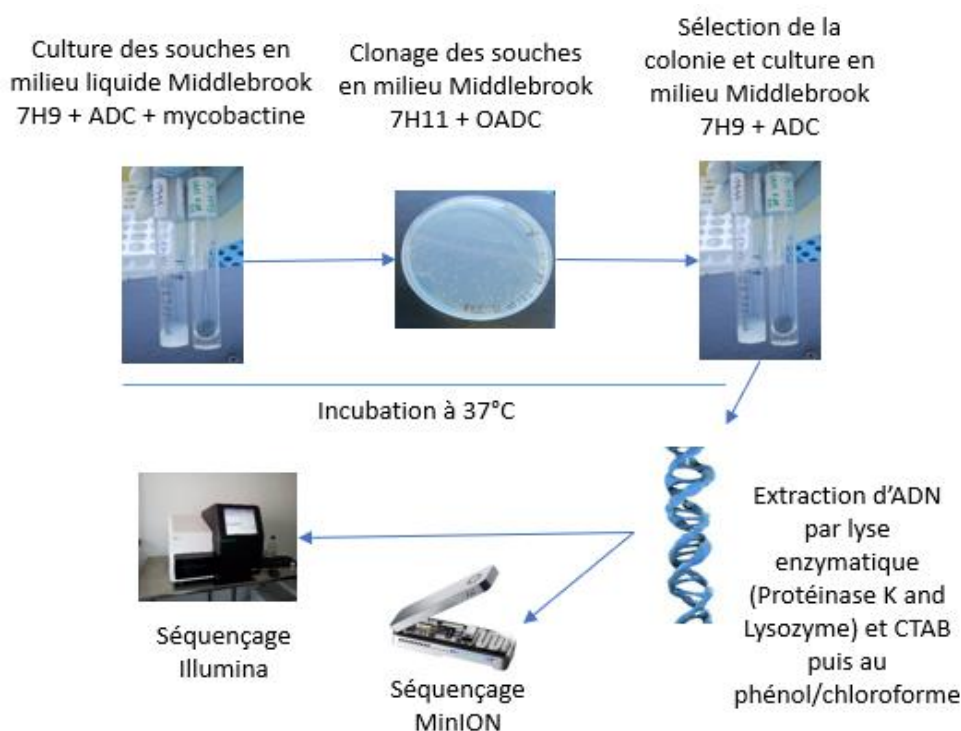 Culture des souches en
milieu liquide Middlebrook
7H9 + ADC + mycobactine
Clonage des souches
en milieu Middlebrook
7H11 + OADC
Sélection de la
colonie et culture en
milieu Middlebrook
7H9 + ADC
Incubation à 37°C
Extraction d'ADN
par lyse
enzymatique
(Protéinase K and
Lysozyme) et CTAB
puis au
phénol/chloroforme
Séquençage
Illumina
Séquençage
MinION